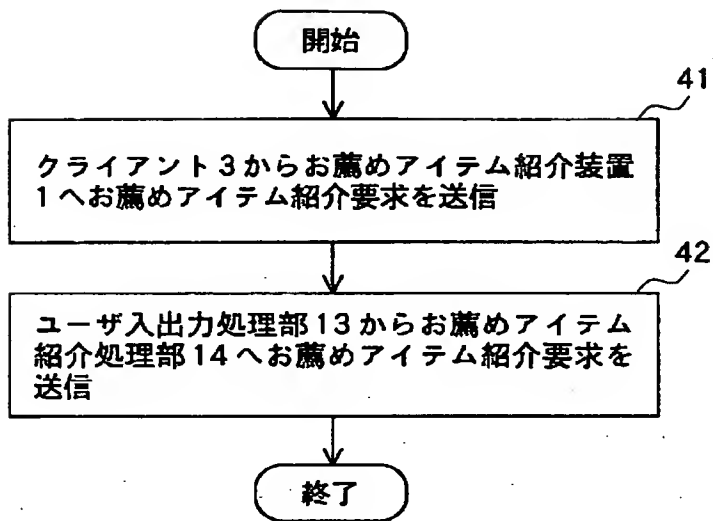 開始
41
クライアント3からお薦めアイテム紹介装置
1へお薦めアイテム紹介要求を送信
42
ユーザ入出力処理部13からお薦めアイテム
紹介処理部14へお薦めアイテム紹介要求を
送信
終了